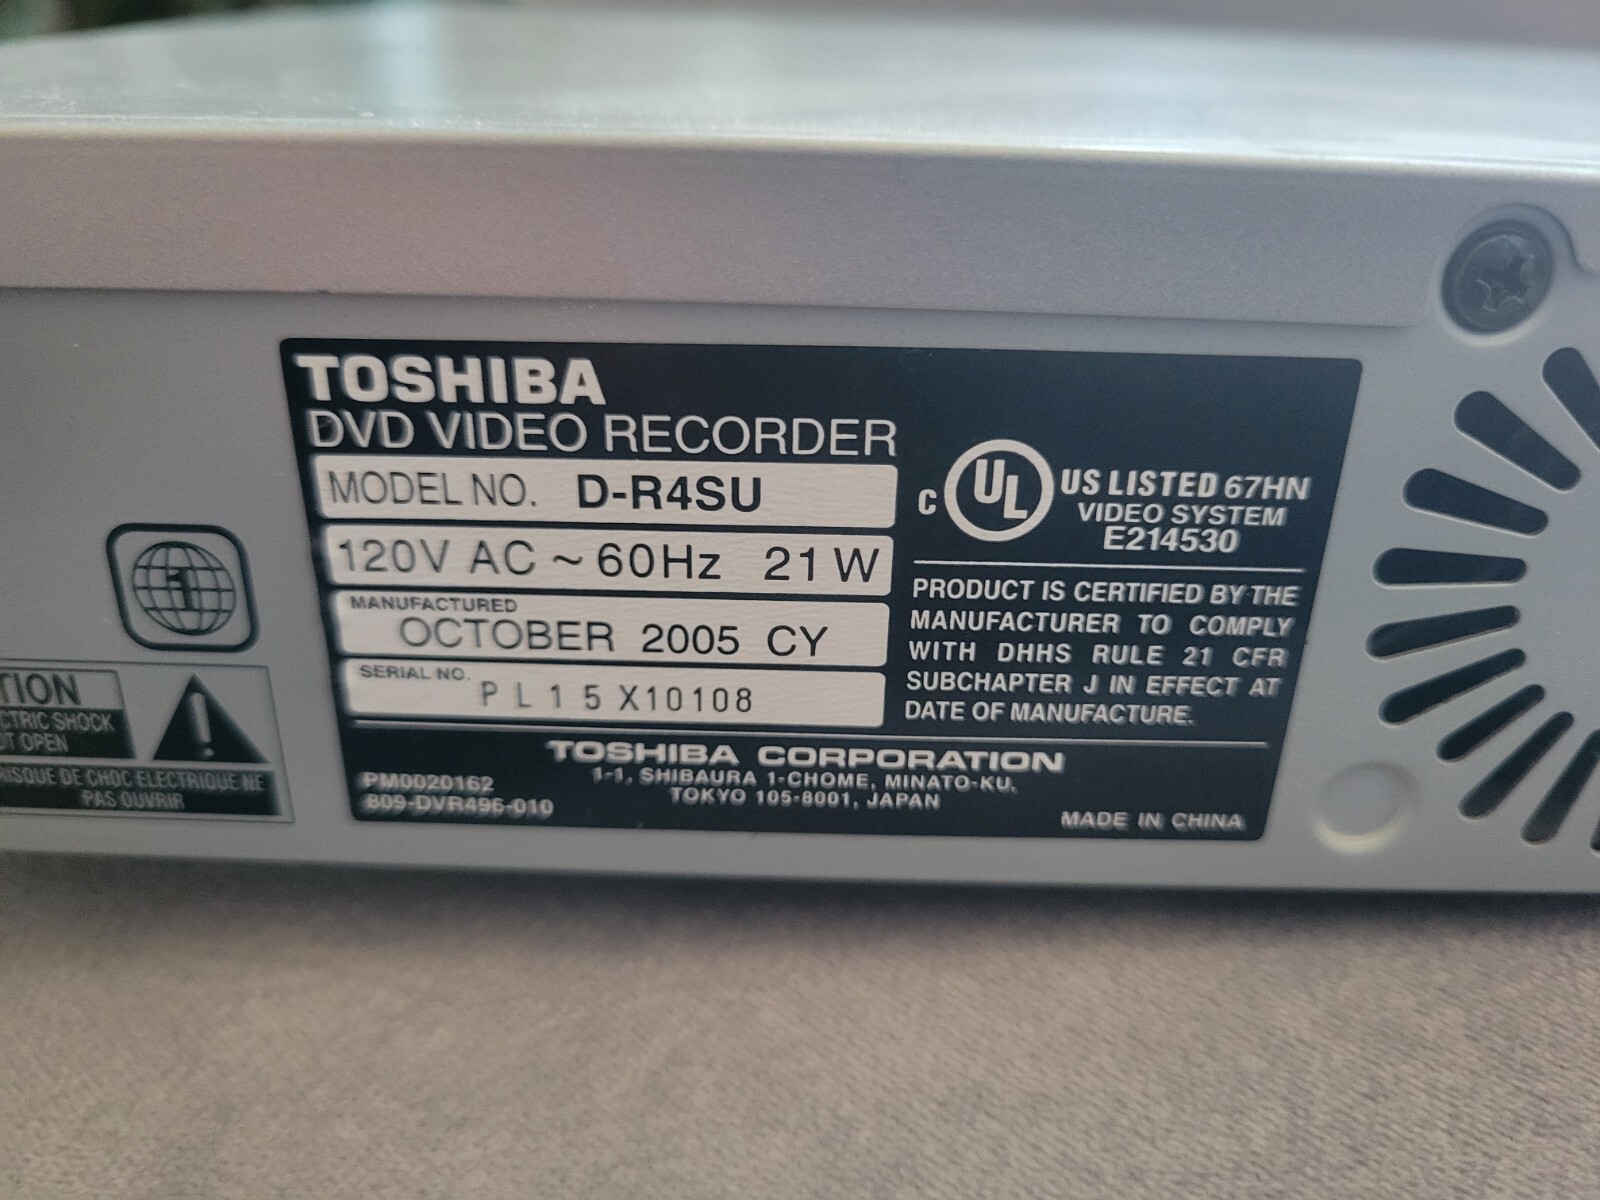 TOSHIBA
DVD VIDEO RECORDER
MODEL NO. D-R4SU
120V AC ~ 60Hz 21 W
MANUFACTURED
OCTOBER 2005 CY
SERIAL NO.
PL15X10108
C UL US LISTED 67HN
VIDEO SYSTEM
E214530
PRODUCT IS CERTIFIED BY THE
MANUFACTURER TO COMPLY
WITH DHHS RULE 21 CFR
SUBCHAPTER J IN EFFECT AT
DATE OF MANUFACTURE.
TOSHIBA CORPORATION
1-1, SHIBAURA 1-CHOME, MINATO-KU,
TOKYO 105-8001, JAPAN
PM0020162
809-DVR496-010
MADE IN CHINA
1
TION
CTRIC SHOCK
OT OPEN
!
RISQUE DE CHOC ELECTRIQUE NE
PAS OUVRIR